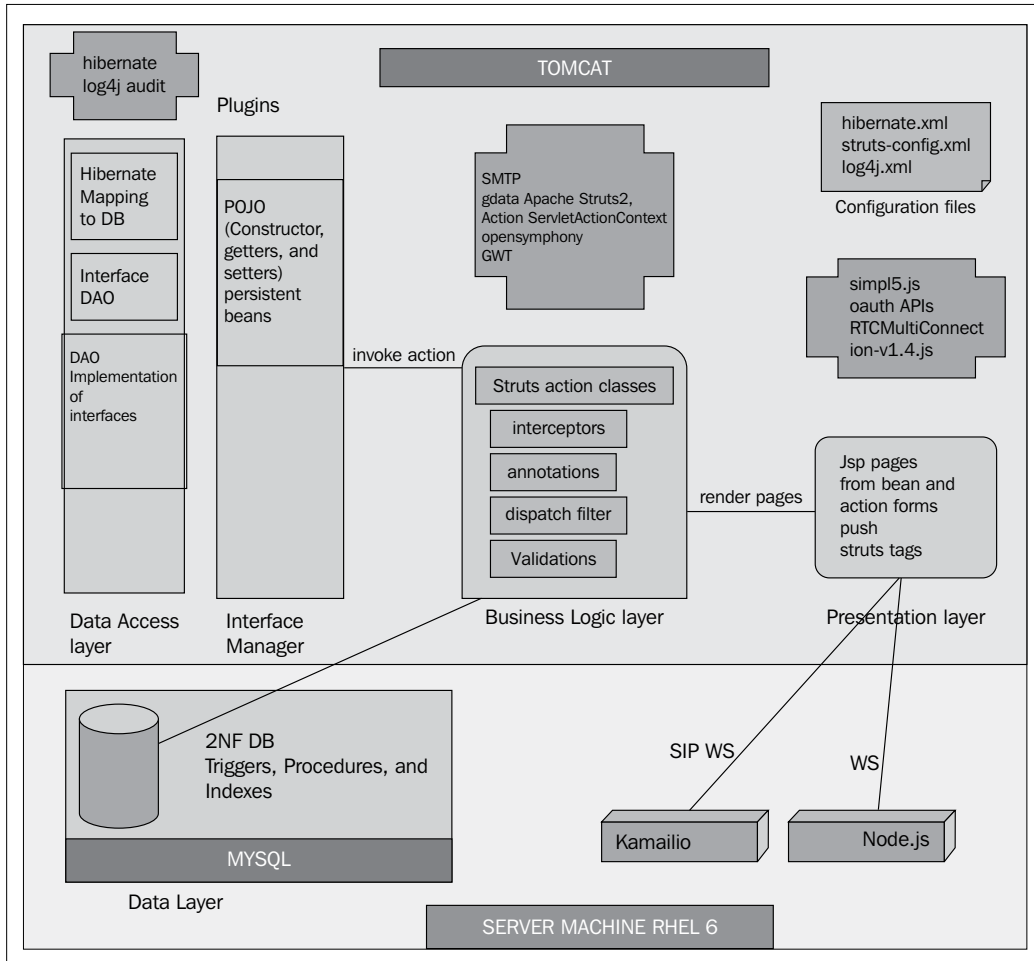 hibernate
log4j audit
TOMCAT
Plugins
hibernate.xml
struts-config.xml
log4j.xml
Configuration files
Hibernate
Mapping
to DB
Interface
DAO
DAO
Implementation
of
interfaces
Data Access
layer
POJO
(Constructor,
getters, and
setters)
persistent
beans
Interface
Manager
SMTP
gdata Apache Struts2,
Action ServletActionContext
opensymphony
GWT
simpl5.js
oauth APIs
RTCMultiConnect
ion-v1.4.js
invoke action
Struts action classes
interceptors
annotations
dispatch filter
Validations
Business Logic layer
render pages
Jsp pages
from bean and
action forms
push
struts tags
Presentation layer
2NF DB
Triggers, Procedures, and
Indexes
MYSQL
Data Layer
SIP WS
WS
Kamailio
Node.js
SERVER MACHINE RHEL 6